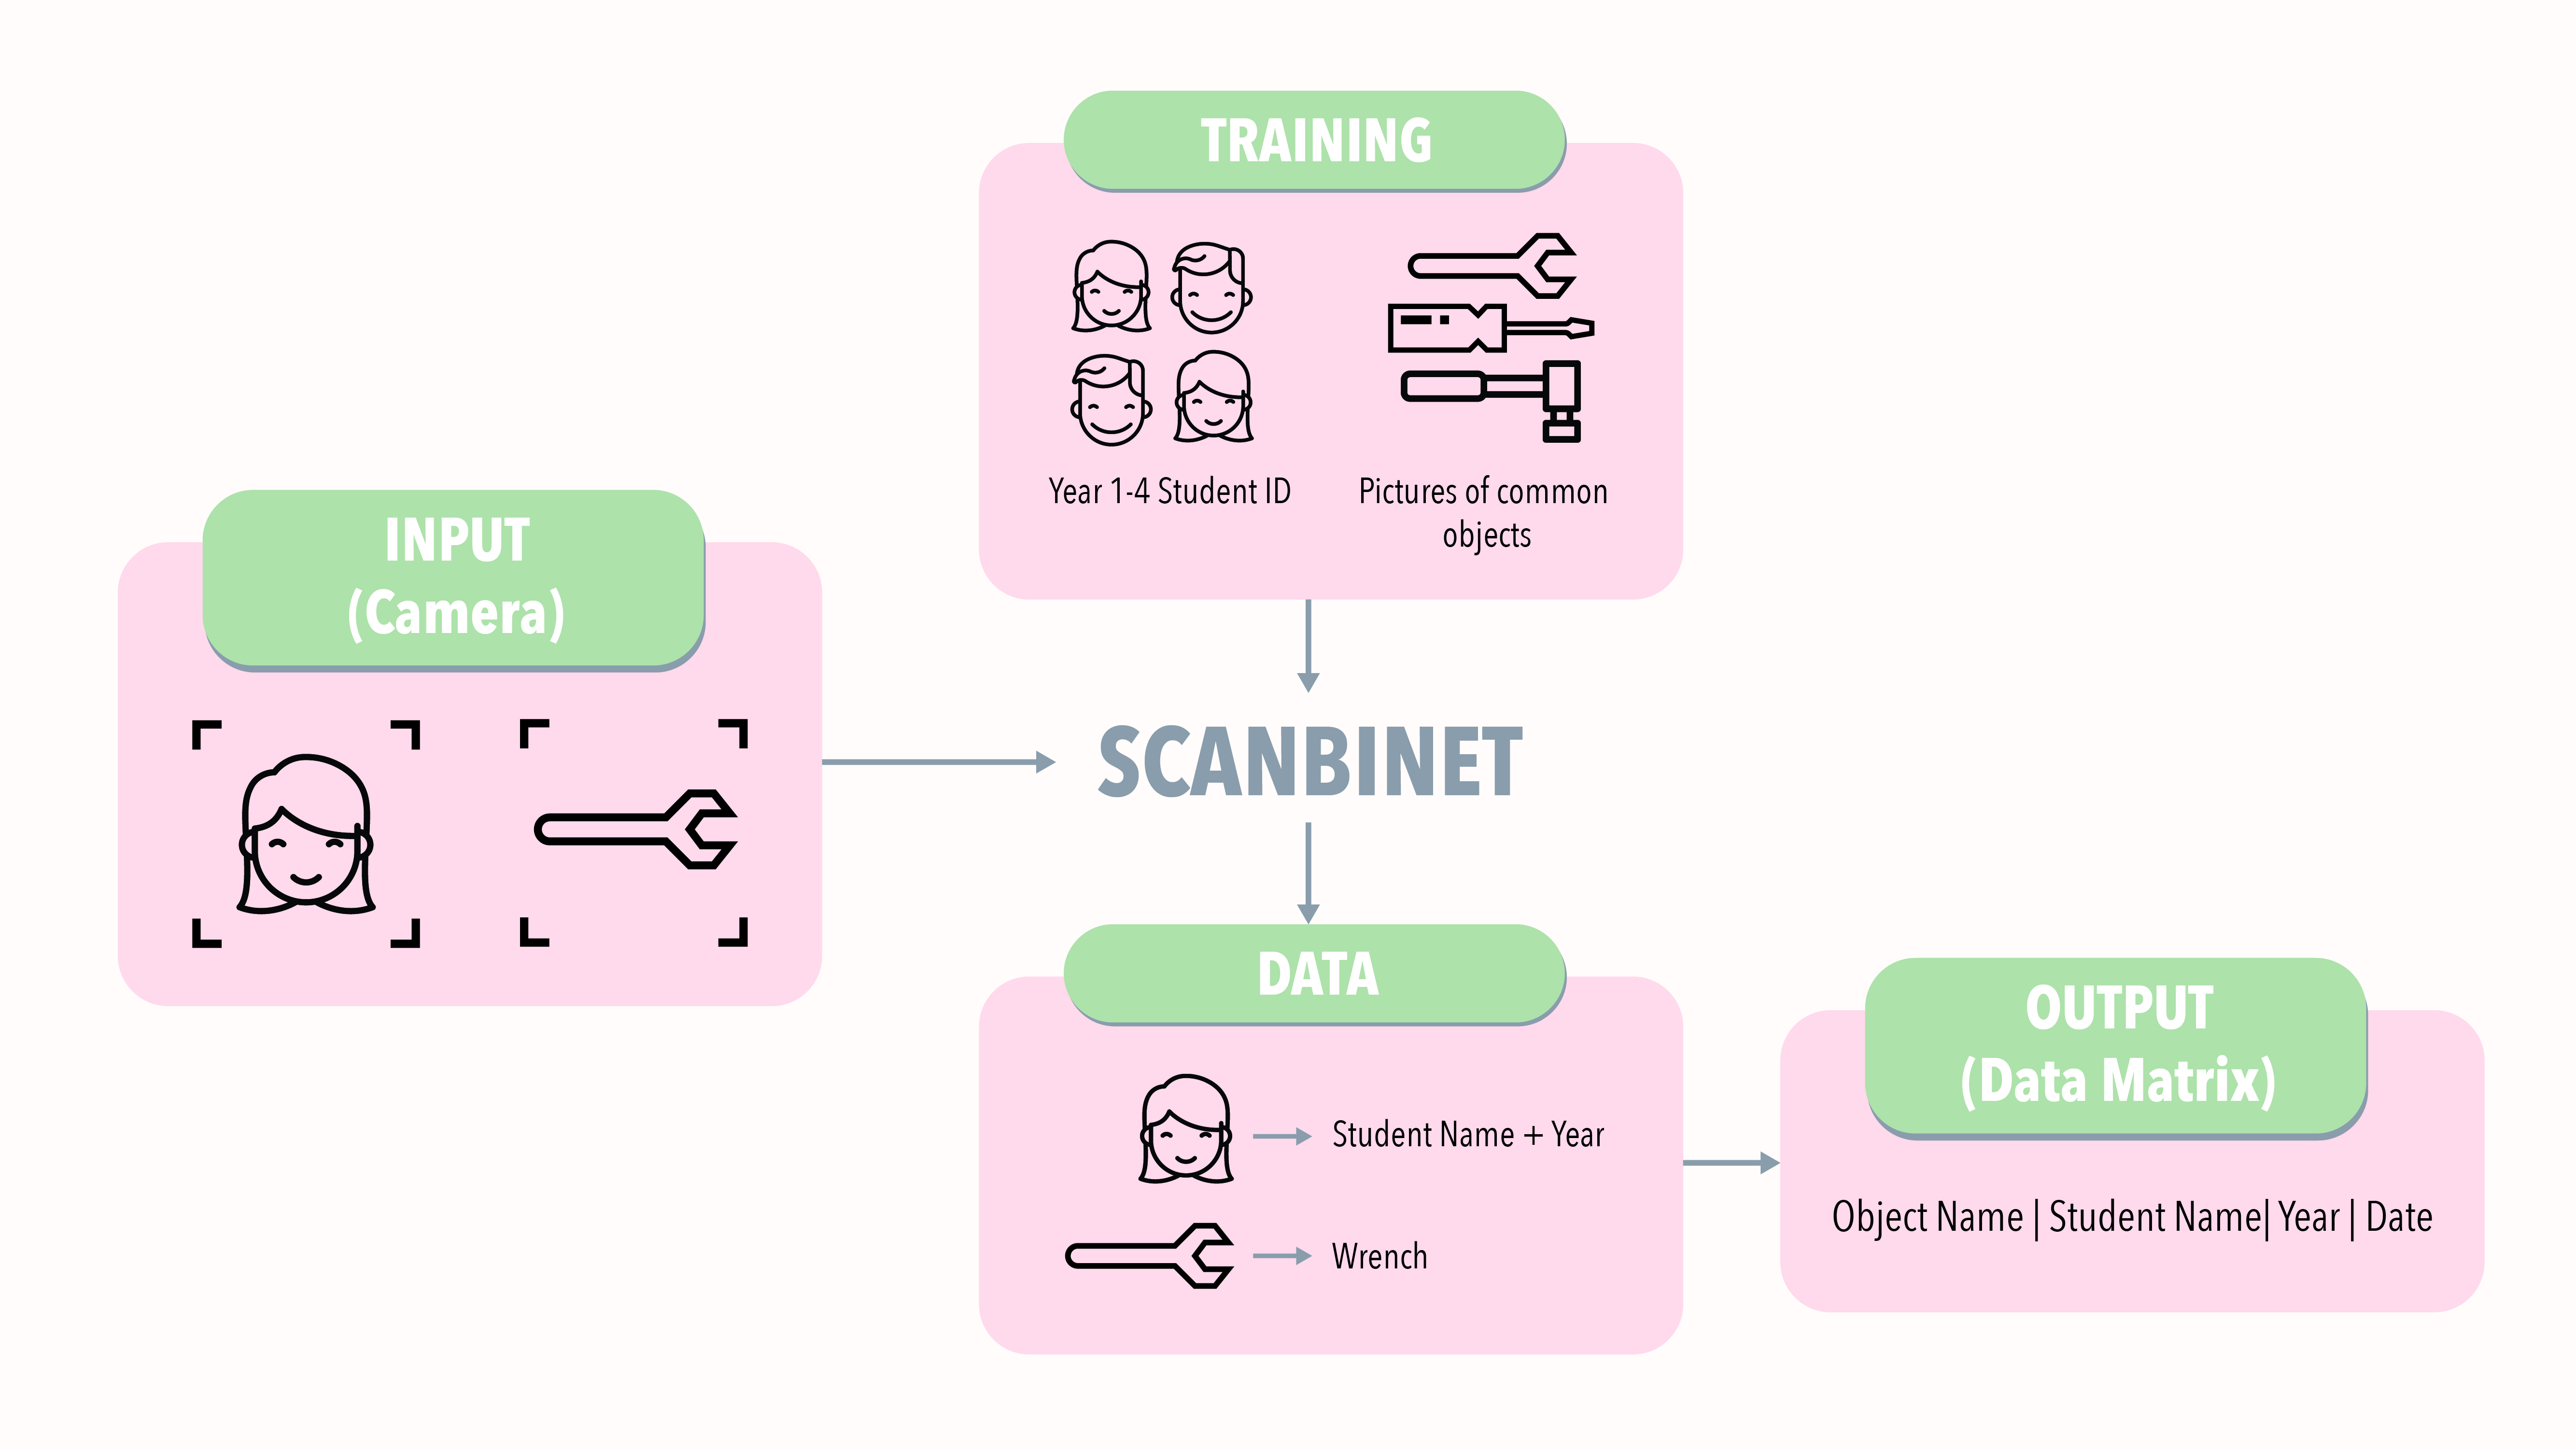 TRAINING
Year 1-4 Student ID
Pictures of common
objects
INPUT
(Camera)
SCANBINET
DATA
Student Name + Year
Wrench
OUTPUT
(Data Matrix)
Object Name | Student Name| Year | Date